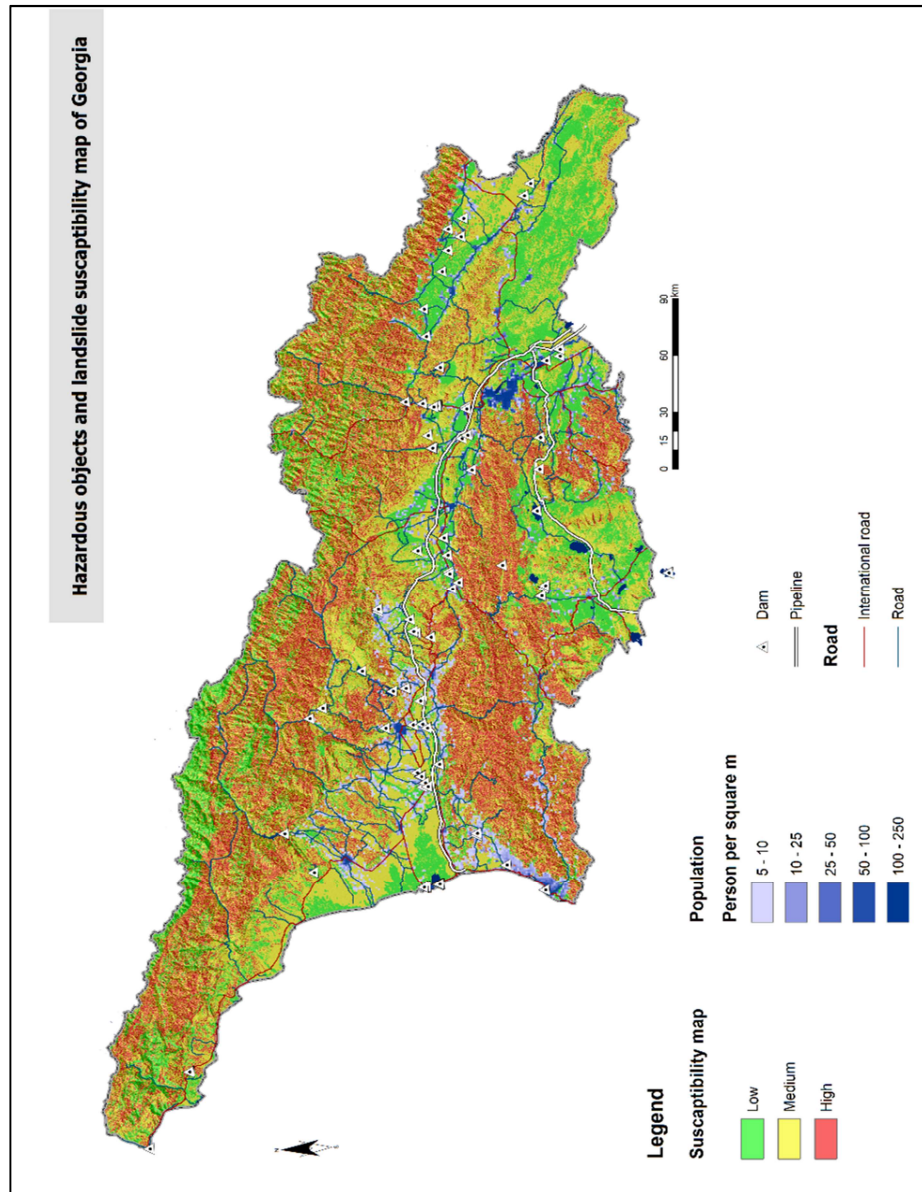 Hazardous objects and landslide suscaptibility map of Georgia
0 15 30 60 90
km
N
Legend
Suscaptibility map
Low
Medium
High
Population
Person per square m
5 - 10
10 - 25
25 - 50
50 - 100
100 - 250
Dam
Pipeline
Road
International road
Road